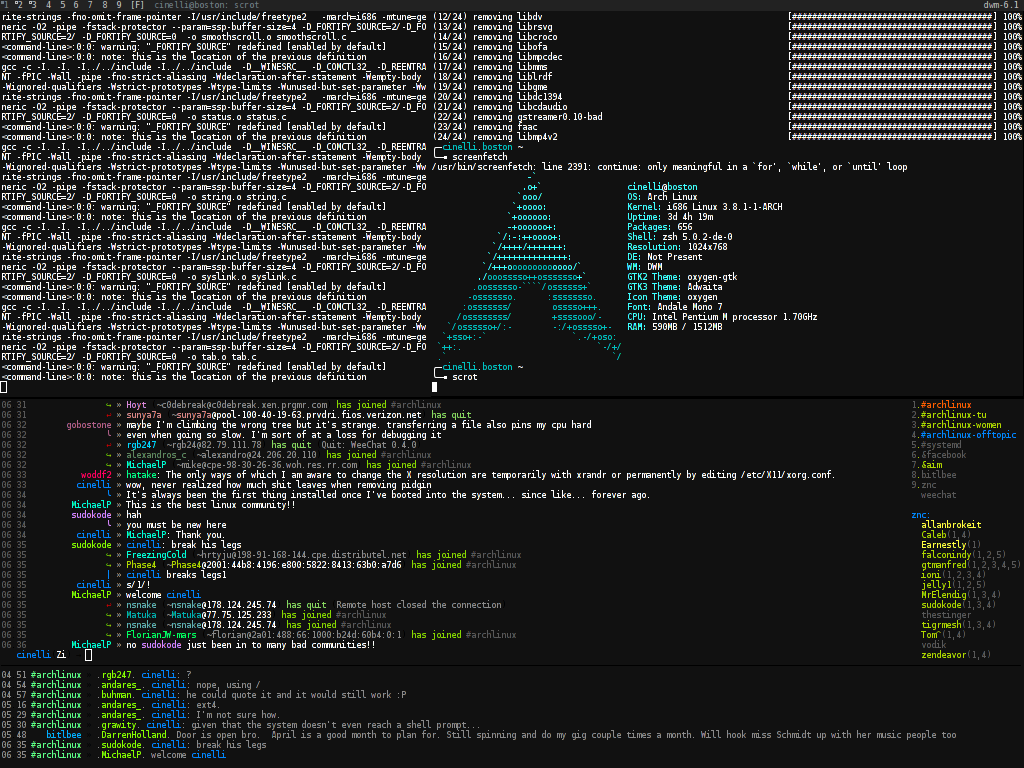 1 2 3 4 5 6 7 8 9 [F] cinelli@boston: scrot dwm-6.1
rite-strings -fno-omit-frame-pointer -I/usr/include/freetype2 -march=i686 -mtune=ge
neric -O2 -pipe -fstack-protector --param=ssp-buffer-size=4 -D_FORTIFY_SOURCE=2 -D_FO
RTIFY_SOURCE=2/ -D_FORTIFY_SOURCE=0 -o smoothscroll.o smoothscroll.c
<command-line>:0:0: warning: "_FORTIFY_SOURCE" redefined [enabled by default]
<command-line>:0:0: note: this is the location of the previous definition
gcc -c -I. -I. -I../../include -I../../include -D__WINESRC__ -D_COMCTL32_ -D_REENTRA
NT -fPIC -Wall -pipe -fno-strict-aliasing -Wdeclaration-after-statement -Wempty-body
-Wignored-qualifiers -Wstrict-prototypes -Wtype-limits -Wunused-but-set-parameter -Ww
rite-strings -fno-omit-frame-pointer -I/usr/include/freetype2 -march=i686 -mtune=ge
neric -O2 -pipe -fstack-protector --param=ssp-buffer-size=4 -D_FORTIFY_SOURCE=2 -D_FO
RTIFY_SOURCE=2/ -D_FORTIFY_SOURCE=0 -o status.o status.c
<command-line>:0:0: warning: "_FORTIFY_SOURCE" redefined [enabled by default]
<command-line>:0:0: note: this is the location of the previous definition
gcc -c -I. -I. -I../../include -I../../include -D__WINESRC__ -D_COMCTL32_ -D_REENTRA
NT -fPIC -Wall -pipe -fno-strict-aliasing -Wdeclaration-after-statement -Wempty-body
-Wignored-qualifiers -Wstrict-prototypes -Wtype-limits -Wunused-but-set-parameter -Ww
rite-strings -fno-omit-frame-pointer -I/usr/include/freetype2 -march=i686 -mtune=ge
neric -O2 -pipe -fstack-protector --param=ssp-buffer-size=4 -D_FORTIFY_SOURCE=2 -D_FO
RTIFY_SOURCE=2/ -D_FORTIFY_SOURCE=0 -o string.o string.c
<command-line>:0:0: warning: "_FORTIFY_SOURCE" redefined [enabled by default]
<command-line>:0:0: note: this is the location of the previous definition
gcc -c -I. -I. -I../../include -I../../include -D__WINESRC__ -D_COMCTL32_ -D_REENTRA
NT -fPIC -Wall -pipe -fno-strict-aliasing -Wdeclaration-after-statement -Wempty-body
-Wignored-qualifiers -Wstrict-prototypes -Wtype-limits -Wunused-but-set-parameter -Ww
rite-strings -fno-omit-frame-pointer -I/usr/include/freetype2 -march=i686 -mtune=ge
neric -O2 -pipe -fstack-protector --param=ssp-buffer-size=4 -D_FORTIFY_SOURCE=2 -D_FO
RTIFY_SOURCE=2/ -D_FORTIFY_SOURCE=0 -o syslink.o syslink.c
<command-line>:0:0: warning: "_FORTIFY_SOURCE" redefined [enabled by default]
<command-line>:0:0: note: this is the location of the previous definition
gcc -c -I. -I. -I../../include -I../../include -D__WINESRC__ -D_COMCTL32_ -D_REENTRA
NT -fPIC -Wall -pipe -fno-strict-aliasing -Wdeclaration-after-statement -Wempty-body
-Wignored-qualifiers -Wstrict-prototypes -Wtype-limits -Wunused-but-set-parameter -Ww
rite-strings -fno-omit-frame-pointer -I/usr/include/freetype2 -march=i686 -mtune=ge
neric -O2 -pipe -fstack-protector --param=ssp-buffer-size=4 -D_FORTIFY_SOURCE=2 -D_FO
RTIFY_SOURCE=2/ -D_FORTIFY_SOURCE=0 -o tab.o tab.c
<command-line>:0:0: warning: "_FORTIFY_SOURCE" redefined [enabled by default]
<command-line>:0:0: note: this is the location of the previous definition
(12/24) removing libdv [########################################] 100%
(13/24) removing librsvg [########################################] 100%
(14/24) removing libcroco [########################################] 100%
(15/24) removing libofa [########################################] 100%
(16/24) removing libmpcdec [########################################] 100%
(17/24) removing libmms [########################################] 100%
(18/24) removing liblrdf [########################################] 100%
(19/24) removing libgme [########################################] 100%
(20/24) removing libdc1394 [########################################] 100%
(21/24) removing libcdaudio [########################################] 100%
(22/24) removing gstreamer0.10-bad [########################################] 100%
(23/24) removing faac [########################################] 100%
(24/24) removing libmp4v2 [########################################] 100%
cinelli.boston ~
screenfetch
/usr/bin/screenfetch: line 2391: continue: only meaningful in a `for', `while', or `until' loop
cinelli@boston
OS: Arch Linux
Kernel: i686 Linux 3.8.1-1-ARCH
Uptime: 3d 4h 19m
Packages: 656
Shell: zsh 5.0.2-de-0
Resolution: 1024x768
DE: Not Present
WM: DWM
GTK2 Theme: oxygen-gtk
GTK3 Theme: Adwaita
Icon Theme: oxygen
Font: Andale Mono 7
CPU: Intel Pentium M processor 1.70GHz
RAM: 590MB / 1512MB
cinelli.boston ~
scrot
06 31 » Hoyt ~c0debreak@c0debreak.xen.prgmr.com has joined #archlinux
06 31 » sunya7a ~sunya7a@pool-100-40-19-63.prvdri.fios.verizon.net has quit
06 32 gobostone » maybe I'm climbing the wrong tree but it's strange. transferring a file also pins my cpu hard
06 32 » even when going so slow. I'm sort of at a loss for debugging it
06 32 » rgb247 ~rgb24@82.79.111.78 has quit Quit: WeeChat 0.4.0
06 32 » alexandros_c ~alexandro@24.206.20.110 has joined #archlinux
06 32 » MichaelP ~mike@cpe-98-30-26-36.woh.res.rr.com has joined #archlinux
06 33 woddf2 » hatake: The only ways of which I am aware to change the X resolution are temporarily with xrandr or permanently by editing /etc/X11/xorg.conf.
06 33 cinelli » wow, never realized how much shit leaves when removing pidgin
06 34 » It's always been the first thing installed once I've booted into the system... since like... forever ago.
06 34 MichaelP » This is the best linux community!!
06 34 sudokode » hah
06 34 » you must be new here
06 34 cinelli » MichaelP: Thank you.
06 35 sudokode » cinelli: break his legs
06 35 » FreezingCold ~hrtyju@198-91-168-144.cpe.distributel.net has joined #archlinux
06 35 » Phase4 ~Phase4@2001:44b8:4196:e800:5822:8413:63b0:a7d6 has joined #archlinux
06 35 » cinelli breaks legs1
06 35 cinelli » s/1/!
06 35 MichaelP » welcome cinelli
06 35 » nsnake ~nsnake@178.124.245.74 has quit Remote host closed the connection
06 35 » Matuka ~Matuka@77.75.125.233 has joined #archlinux
06 35 » nsnake ~nsnake@178.124.245.74 has joined #archlinux
06 35 » FlorianJW-mars ~florian@2a01:488:66:1000:b24d:60b4:0:1 has joined #archlinux
06 36 MichaelP » no sudokode just been in to many bad communities!!
cinelli Zi
1.#archlinux
2.#archlinux-tu
3.#archlinux-women
4.#archlinux-offtopic
5.#systemd
6.&facebook
7.&aim
8.bitlbee
9.znc
weechat
znc:
allanbrokeit
Caleb(1,4)
Earnestly(1)
falconindy(1,2,5)
gtmanfred(1,2,3,4,5)
ioni(1,2,3,4)
jelly1(1,2,5)
MrElendig(1,3,4)
sudokode(1,3,4)
thestinger
tigrmesh(1,3,4)
Tom^(1,4)
vodik
zendeavor(1,4)
04 51 #archlinux .rgb247. cinelli: ?
04 54 #archlinux .andares_. cinelli: nope, using /
04 57 #archlinux .buhman. cinelli: he could quote it and it would still work :P
05 16 #archlinux .andares_. cinelli: ext4.
05 29 #archlinux .andares_. cinelli: I'm not sure how.
05 30 #archlinux .grawity. cinelli: given that the system doesn't even reach a shell prompt...
05 48 bitlbee .DarrenHolland. Door is open bro. April is a good month to plan for. Still spinning and do my gig couple times a month. Will hook miss Schmidt up with her music people too
06 35 #archlinux .sudokode. cinelli: break his legs
06 35 #archlinux .MichaelP. welcome cinelli